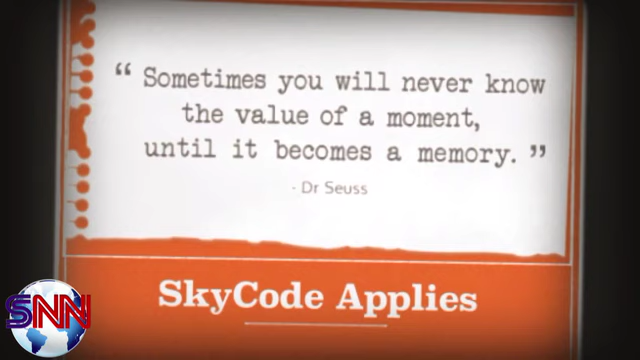 “ Sometimes you will never know
the value of a moment,
until it becomes a memory. ”
- Dr Seuss
SkyCode Applies
SNN